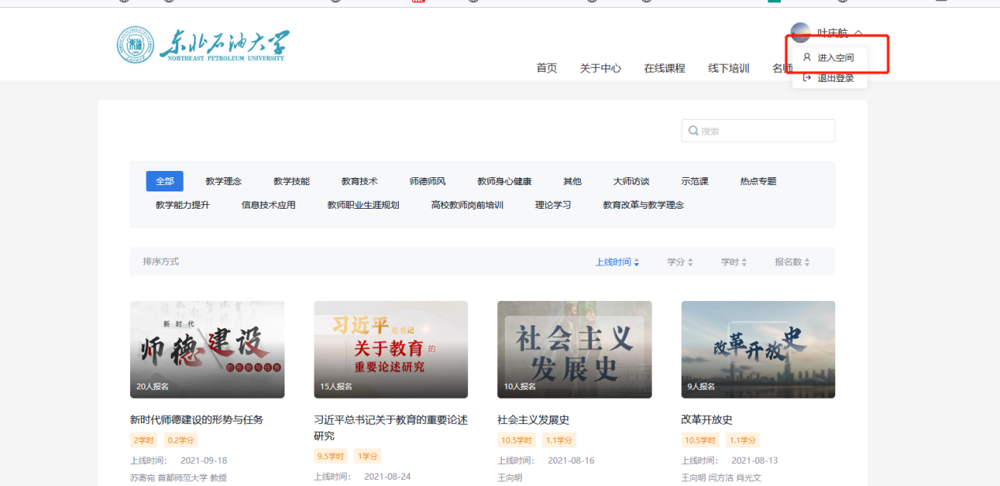 东北石油大学
NORTHEAST PETROLEUM UNIVERSITY
叶庆航
进入空间
退出登录
首页 关于中心 在线课程 线下培训 名师
搜索
全部 教学理念 教学技能 教育技术 师德师风 教师身心健康 其他 大师访谈 示范课 热点专题
教学能力提升 信息技术应用 教师职业生涯规划 高校教师岗前培训 理论学习 教育改革与教学理念
排序方式 上线时间 学分 学时 报名数
新时代
师德建设
的形势与任务
20人报名
习近平总书记
关于教育的
重要论述研究
15人报名
社会主义
发展史
10人报名
改革开放史
9人报名
新时代师德建设的形势与任务
2学时 0.2学分
上线时间： 2021-09-18
苏寄宛 首都师范大学 教授
习近平总书记关于教育的重要论述
研究
9.5学时 1学分
上线时间： 2021-08-24
社会主义发展史
10.5学时 1.1学分
上线时间： 2021-08-16
王向明
改革开放史
10.5学时 1.1学分
上线时间： 2021-08-13
王向明 闫方洁 肖光文